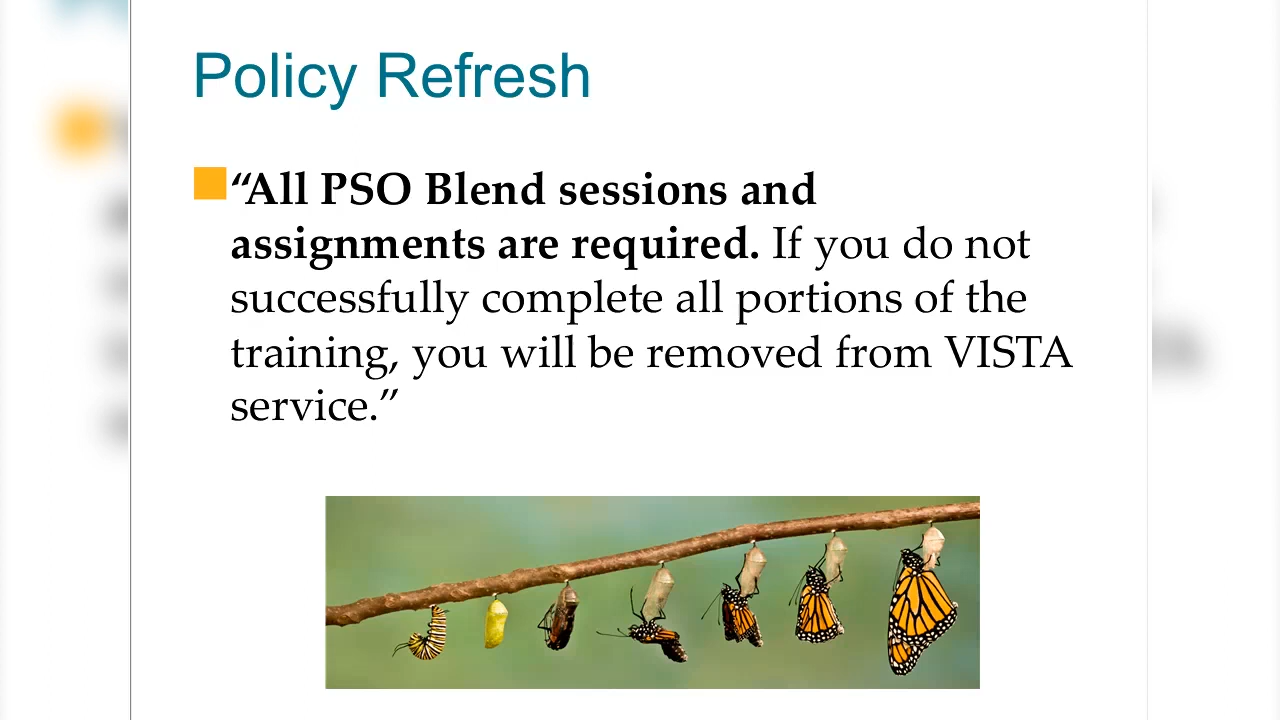 Policy Refresh
“All PSO Blend sessions and
assignments are required. If you do not
successfully complete all portions of the
training, you will be removed from VISTA
service.”